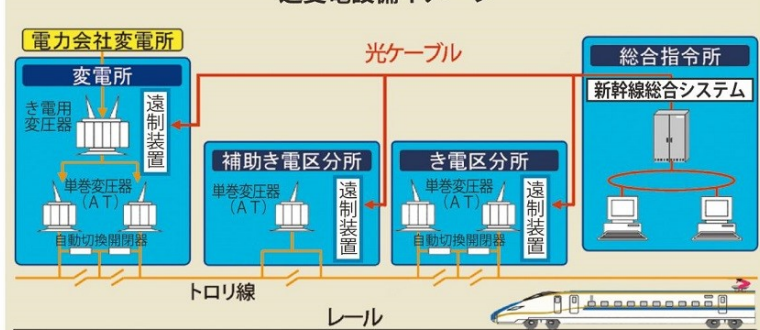 電力会社変電所
変電所
き電用
変圧器
遠制装置
単巻変圧器
(AT)
自動切換開閉器
光ケーブル
補助き電区分所
単巻変圧器
(AT)
遠制装置
き電区分所
単巻変圧器
(AT)
自動切換開閉器
遠制装置
総合指令所
新幹線総合システム
トロリ線
レール